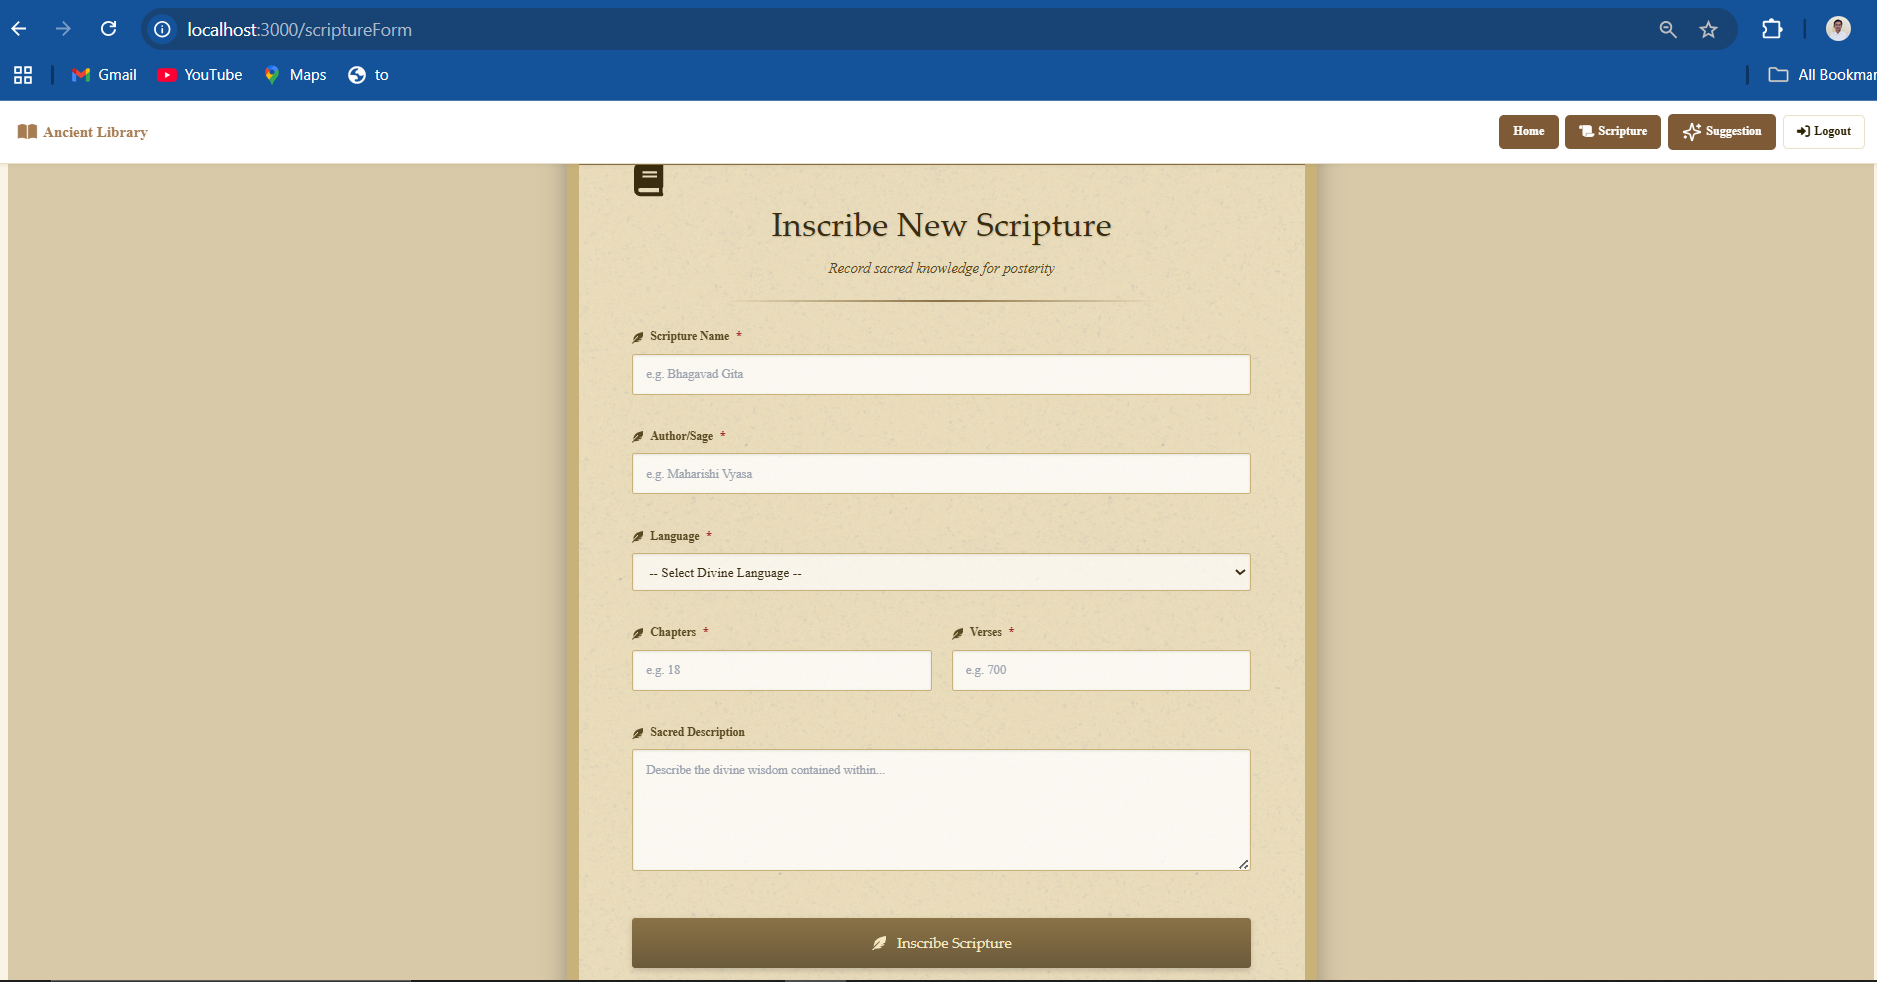 localhost:3000/scriptureForm
Gmail YouTube Maps to All Bookmar
Ancient Library Home Scripture Suggestion Logout
Inscribe New Scripture
Record sacred knowledge for posterity
Scripture Name *
e.g. Bhagavad Gita
Author/Sage *
e.g. Maharishi Vyasa
Language *
-- Select Divine Language --
Chapters * Verses *
e.g. 18 e.g. 700
Sacred Description
Describe the divine wisdom contained within...
Inscribe Scripture